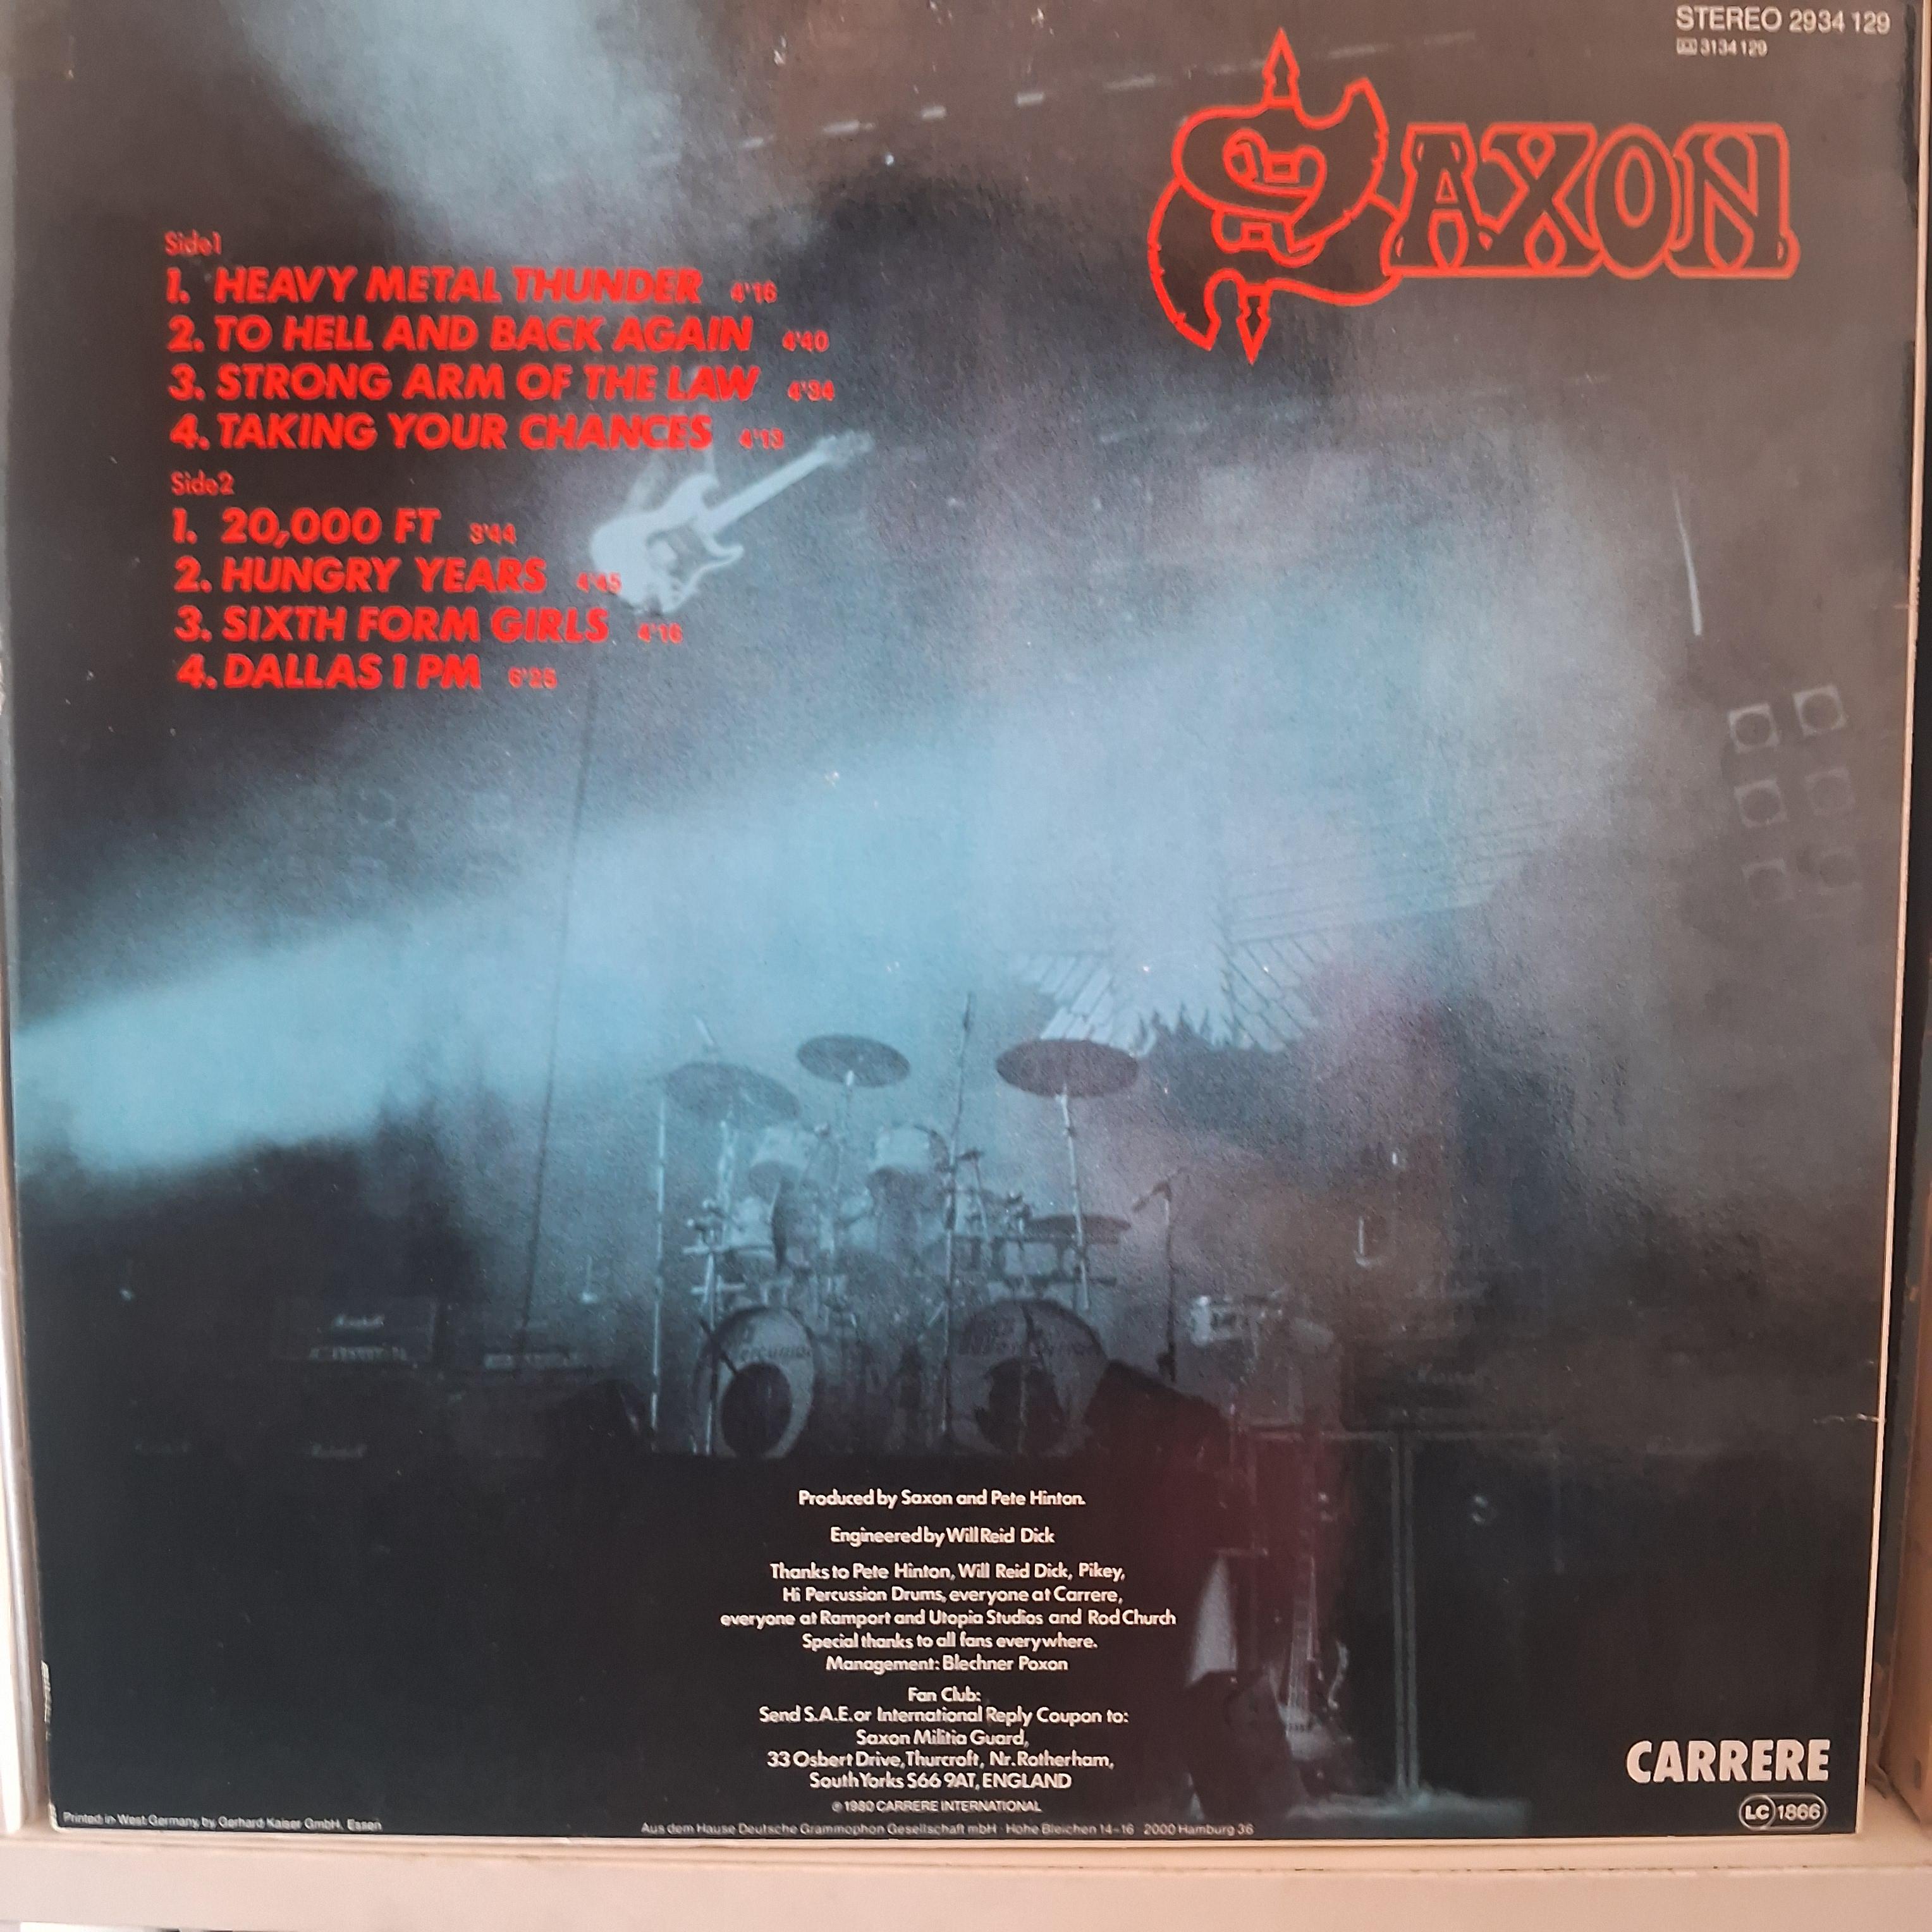 STEREO 2934 129
3134 129
SAXON
Side 1
1. HEAVY METAL THUNDER 4'16
2. TO HELL AND BACK AGAIN 4'40
3. STRONG ARM OF THE LAW 4'34
4. TAKING YOUR CHANCES 4'13
Side 2
1. 20,000 FT 3'44
2. HUNGRY YEARS 4'45
3. SIXTH FORM GIRLS 4'16
4. DALLAS 1 PM 6'25
Marshall
Produced by Saxon and Pete Hinton.
Engineered by Will Reid Dick
Thanks to Pete Hinton, Will Reid Dick, Pikey,
Hi Percussion Drums, everyone at Carrere,
everyone at Ramport and Utopia Studios and Rod Church
Special thanks to all fans everywhere.
Management: Blechner Poxon
Fan Club:
Send S.A.E. or International Reply Coupon to:
Saxon Militia Guard,
33 Osbert Drive, Thurcroft, Nr. Rotherham,
South Yorks S66 9AT, ENGLAND
℗ 1980 CARRERE INTERNATIONAL
CARRERE
LC 1866
Printed in West Germany by Gerhard Kaiser GmbH, Essen
Aus dem Hause Deutsche Grammophon Gesellschaft mbH · Hohe Bleichen 14-16 · 2000 Hamburg 36